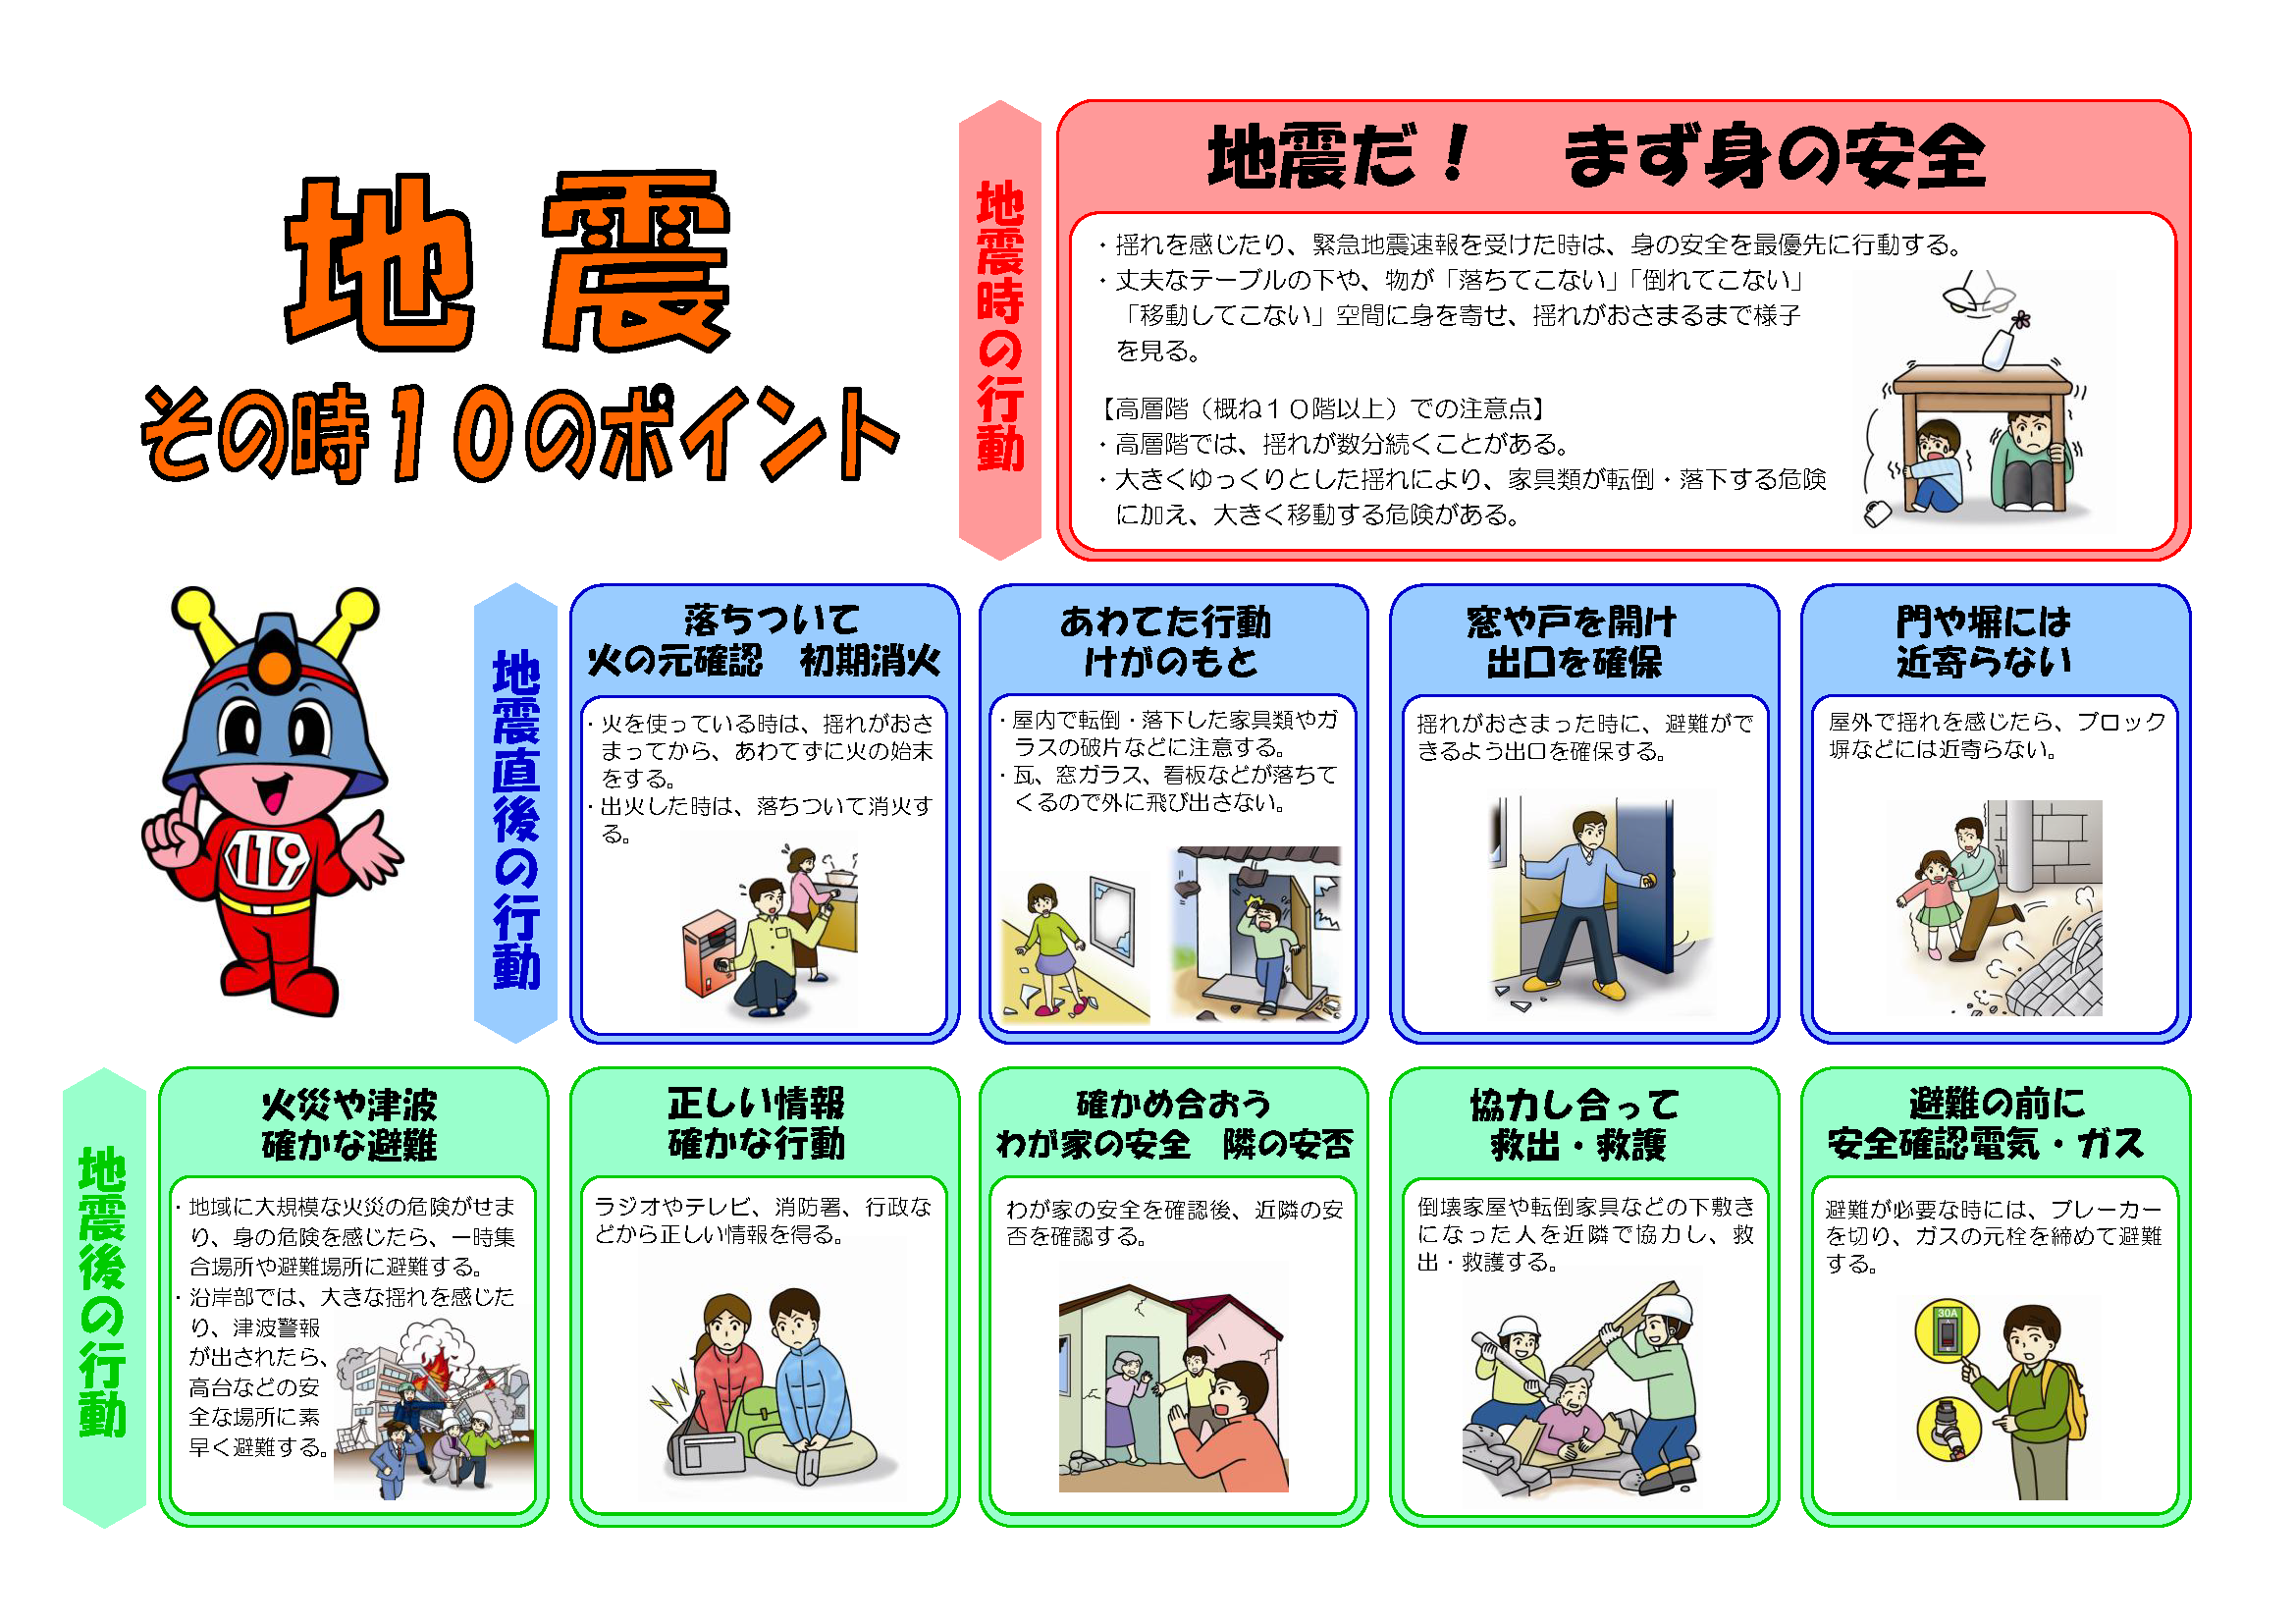 地震
その時１０のポイント
地震時の行動
地震だ！　まず身の安全
・揺れを感じたり、緊急地震速報を受けた時は、身の安全を最優先に行動する。
・丈夫なテーブルの下や、物が「落ちてこない」「倒れてこない」
「移動してこない」空間に身を寄せ、揺れがおさまるまで様子
を見る。
【高層階（概ね１０階以上）での注意点】
・高層階では、揺れが数分続くことがある。
・大きくゆっくりとした揺れにより、家具類が転倒・落下する危険
に加え、大きく移動する危険がある。
119
地震直後の行動
落ちついて
火の元確認　初期消火
・火を使っている時は、揺れがおさ
まってから、あわてずに火の始末
をする。
・出火した時は、落ちついて消火す
る。
あわてた行動
けがのもと
・屋内で転倒・落下した家具類やガ
ラスの破片などに注意する。
・瓦、窓ガラス、看板などが落ちて
くるので外に飛び出さない。
窓や戸を開け
出口を確保
揺れがおさまった時に、避難がで
きるよう出口を確保する。
門や塀には
近寄らない
屋外で揺れを感じたら、ブロック
塀などには近寄らない。
地震後の行動
火災や津波
確かな避難
・地域に大規模な火災の危険がせま
り、身の危険を感じたら、一時集
合場所や避難場所に避難する。
・沿岸部では、大きな揺れを感じた
り、津波警報
が出されたら、
高台などの安
全な場所に素
早く避難する。
正しい情報
確かな行動
ラジオやテレビ、消防署、行政な
どから正しい情報を得る。
確かめ合おう
わが家の安全　隣の安否
わが家の安全を確認後、近隣の安
否を確認する。
協力し合って
救出・救護
倒壊家屋や転倒家具などの下敷き
になった人を近隣で協力し、救
出・救護する。
避難の前に
安全確認電気・ガス
避難が必要な時には、ブレーカー
を切り、ガスの元栓を締めて避難
する。
30A